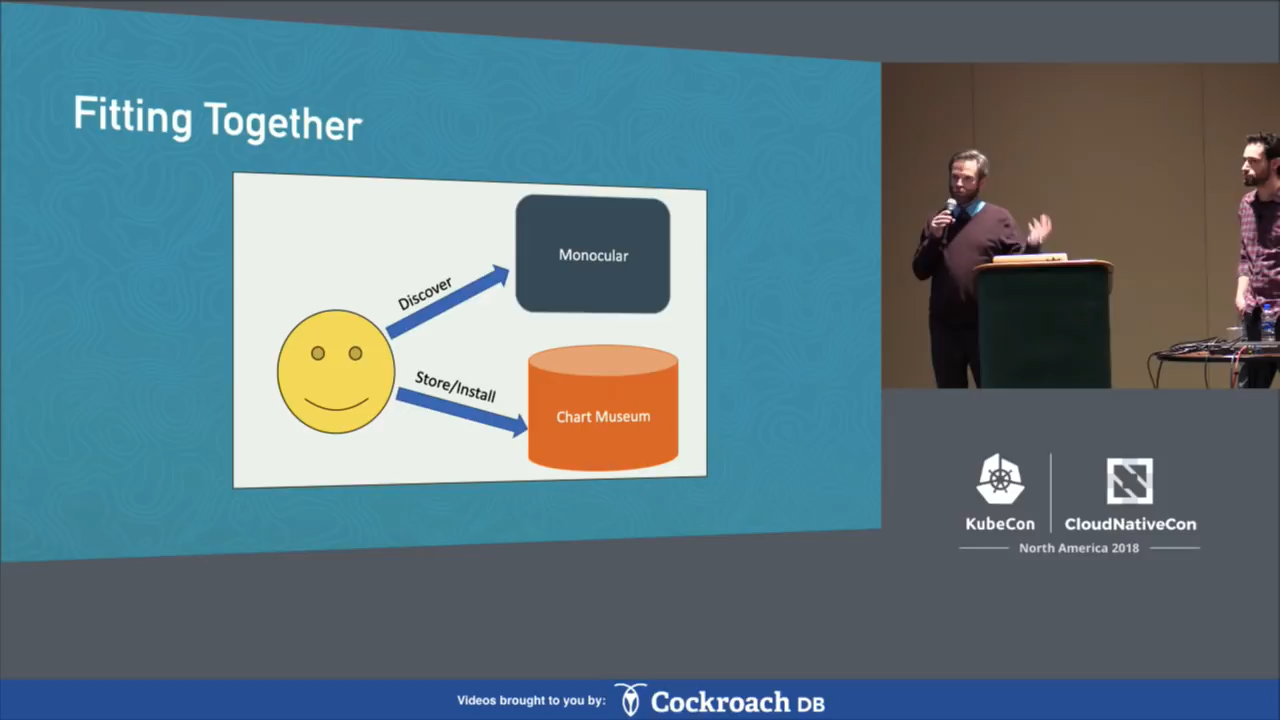 Fitting Together
Monocular
Discover
Store/Install
Chart Museum
KubeCon
CloudNativeCon
North America 2018
Videos brought to you by:
Cockroach DB